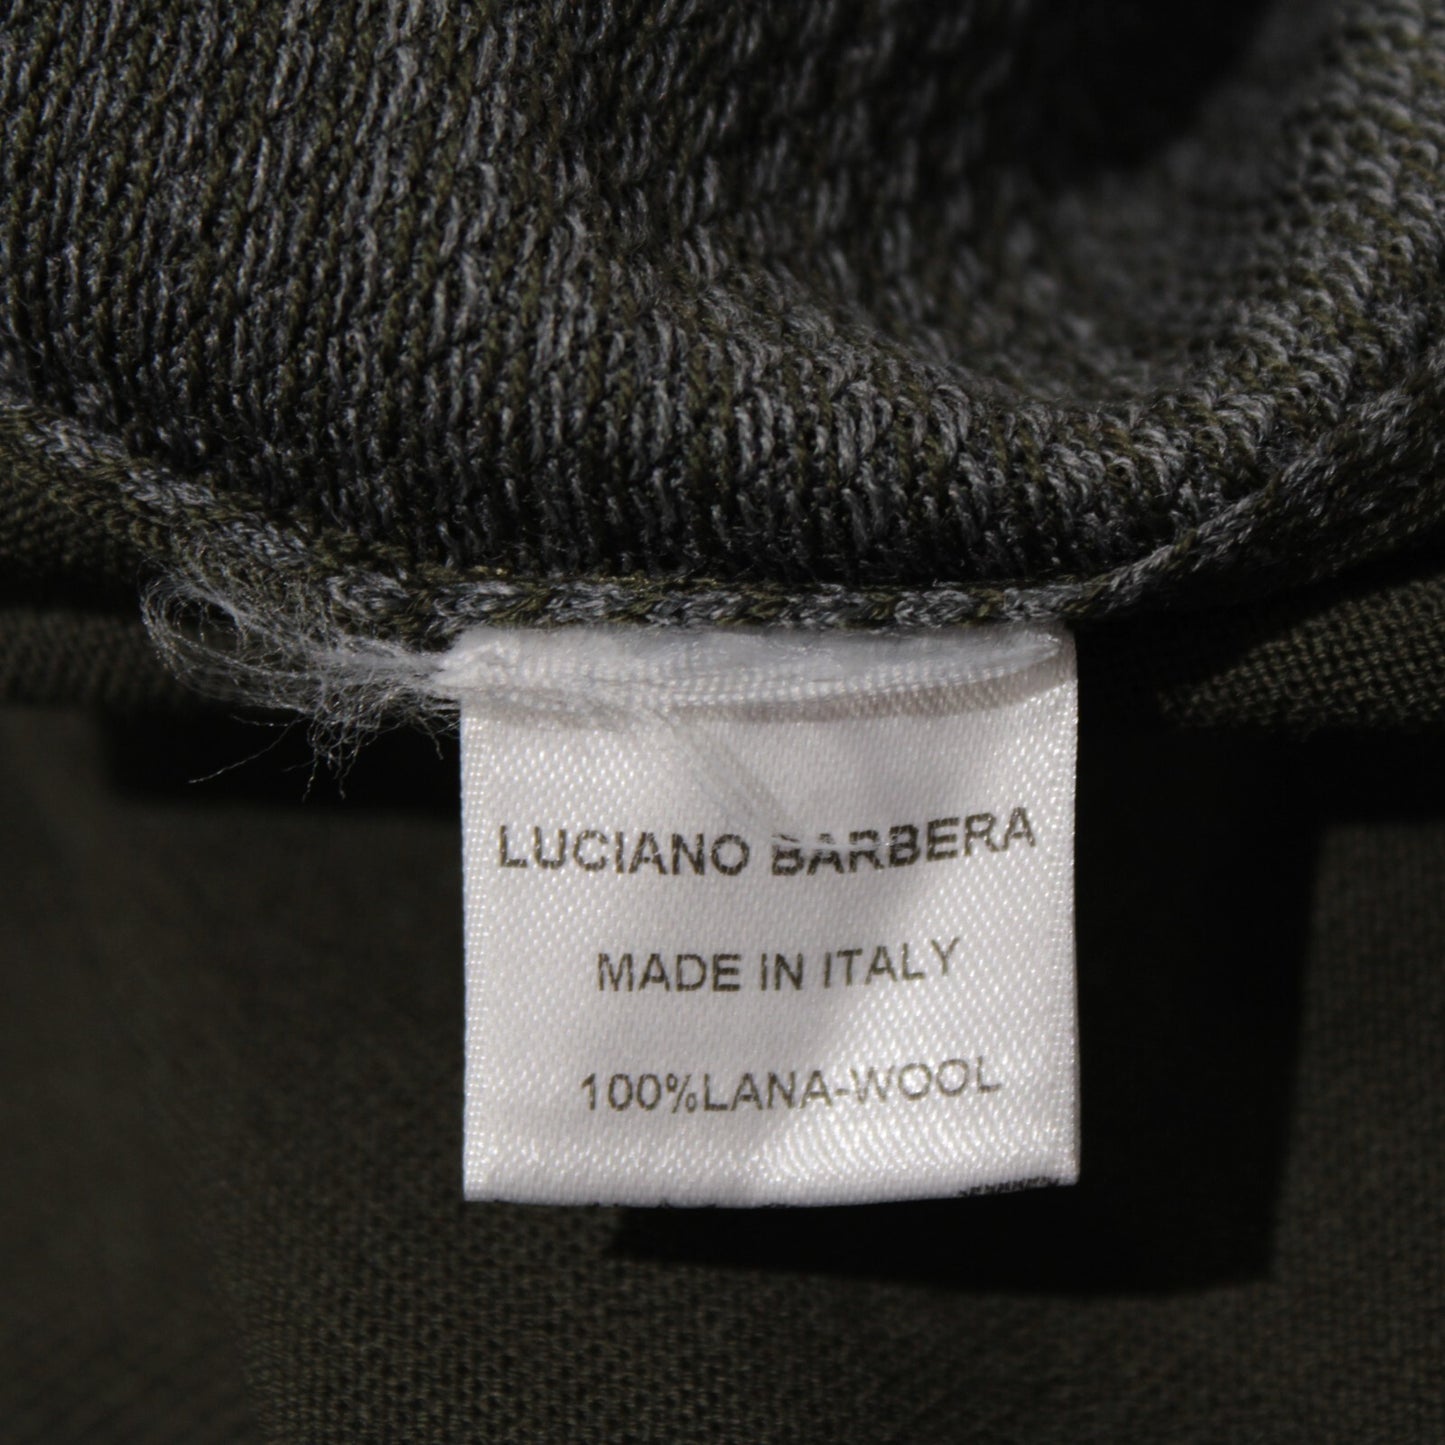 LUCIANO BARBERA
MADE IN ITALY
100%LANA-WOOL